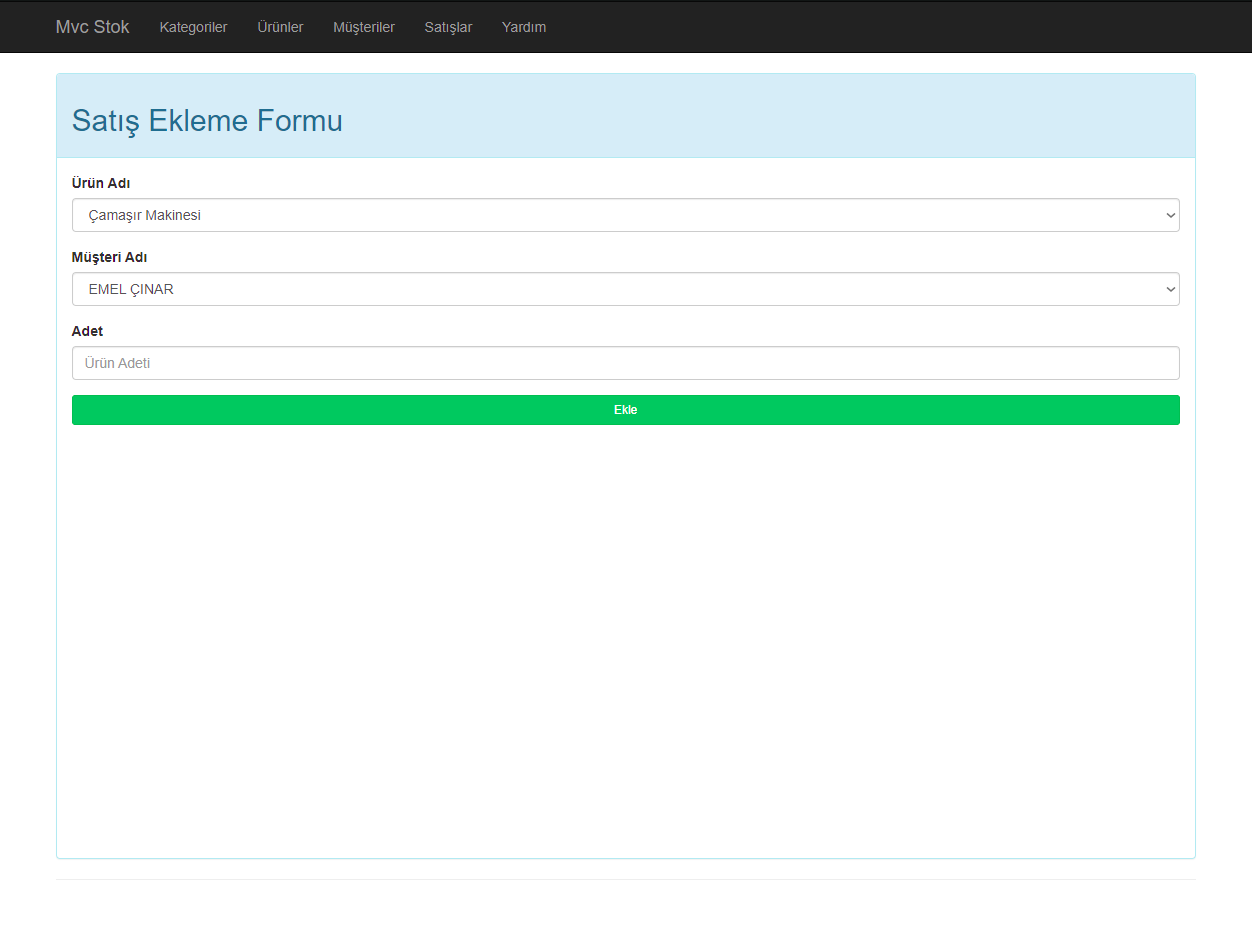 Mvc Stok Kategoriler Ürünler Müşteriler Satışlar Yardım
Satış Ekleme Formu
Ürün Adı
Çamaşır Makinesi
Müşteri Adı
EMEL ÇINAR
Adet
Ürün Adeti
Ekle